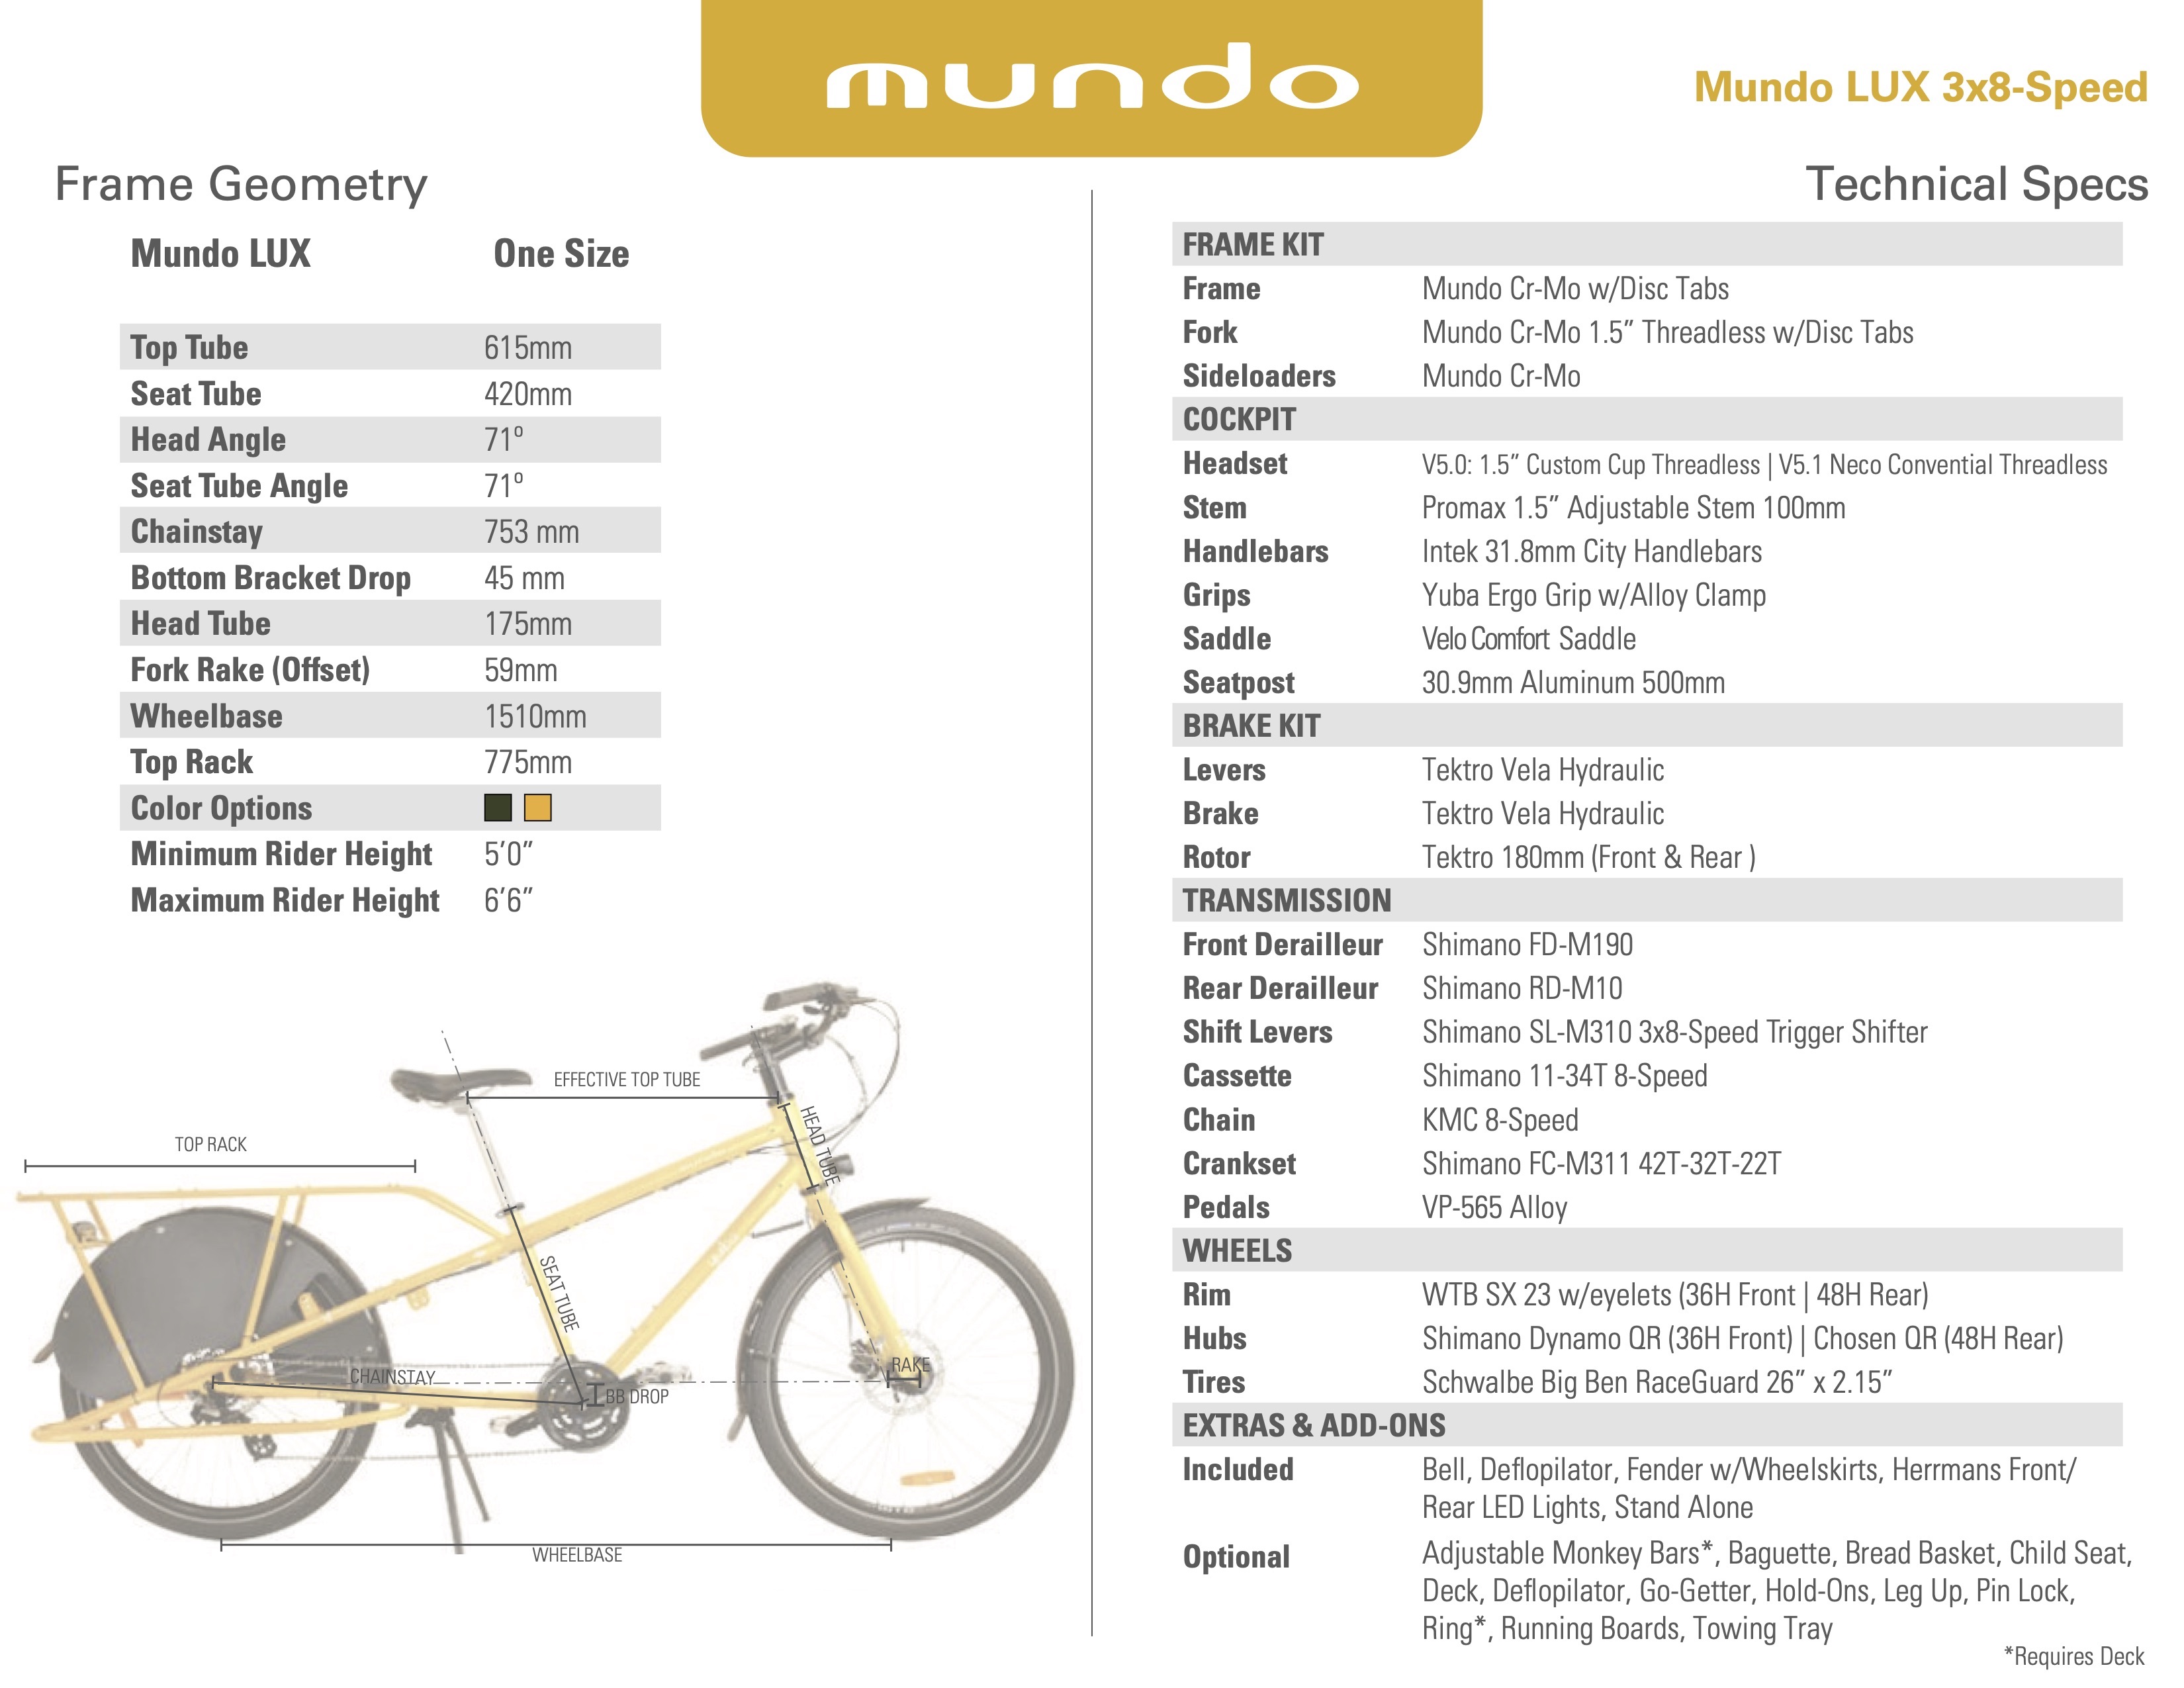 mundo
Mundo LUX 3x8-Speed
Frame Geometry
Mundo LUX One Size
Top Tube 615mm
Seat Tube 420mm
Head Angle 71º
Seat Tube Angle 71º
Chainstay 753 mm
Bottom Bracket Drop 45 mm
Head Tube 175mm
Fork Rake (Offset) 59mm
Wheelbase 1510mm
Top Rack 775mm
Color Options
Minimum Rider Height 5’0”
Maximum Rider Height 6’6”
EFFECTIVE TOP TUBE
TOP RACK
HEAD TUBE
SEAT TUBE
CHAINSTAY
RAKE
BB DROP
WHEELBASE
Technical Specs
FRAME KIT
Frame Mundo Cr-Mo w/Disc Tabs
Fork Mundo Cr-Mo 1.5” Threadless w/Disc Tabs
Sideloaders Mundo Cr-Mo
COCKPIT
Headset V5.0: 1.5” Custom Cup Threadless | V5.1 Neco Convential Threadless
Stem Promax 1.5” Adjustable Stem 100mm
Handlebars Intek 31.8mm City Handlebars
Grips Yuba Ergo Grip w/Alloy Clamp
Saddle Velo Comfort Saddle
Seatpost 30.9mm Aluminum 500mm
BRAKE KIT
Levers Tektro Vela Hydraulic
Brake Tektro Vela Hydraulic
Rotor Tektro 180mm (Front & Rear )
TRANSMISSION
Front Derailleur Shimano FD-M190
Rear Derailleur Shimano RD-M10
Shift Levers Shimano SL-M310 3x8-Speed Trigger Shifter
Cassette Shimano 11-34T 8-Speed
Chain KMC 8-Speed
Crankset Shimano FC-M311 42T-32T-22T
Pedals VP-565 Alloy
WHEELS
Rim WTB SX 23 w/eyelets (36H Front | 48H Rear)
Hubs Shimano Dynamo QR (36H Front) | Chosen QR (48H Rear)
Tires Schwalbe Big Ben RaceGuard 26” x 2.15”
EXTRAS & ADD-ONS
Included Bell, Deflopilator, Fender w/Wheelskirts, Herrmans Front/
Rear LED Lights, Stand Alone
Optional Adjustable Monkey Bars*, Baguette, Bread Basket, Child Seat,
Deck, Deflopilator, Go-Getter, Hold-Ons, Leg Up, Pin Lock,
Ring*, Running Boards, Towing Tray
*Requires Deck